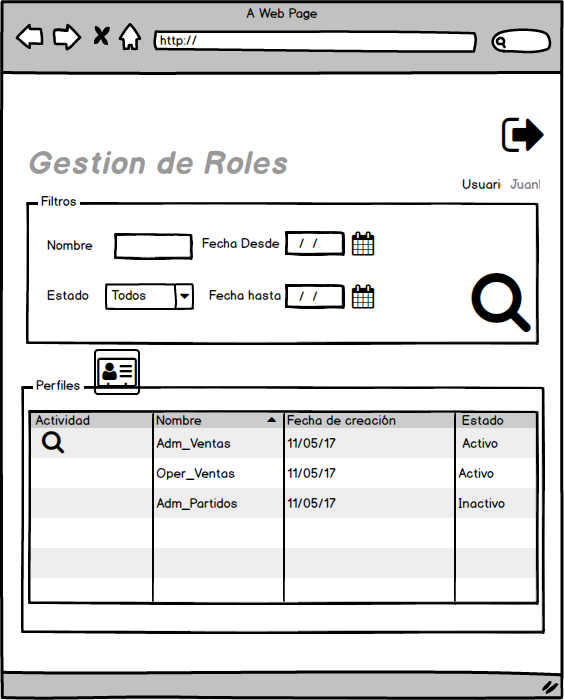 A Web Page
http://
Gestion de Roles
Usuari Juanl
Filtros
Nombre Fecha Desde / /
Estado Todos Fecha hasta / /
Perfiles
Actividad Nombre Fecha de creación Estado
Adm_Ventas 11/05/17 Activo
Oper_Ventas 11/05/17 Activo
Adm_Partidos 11/05/17 Inactivo